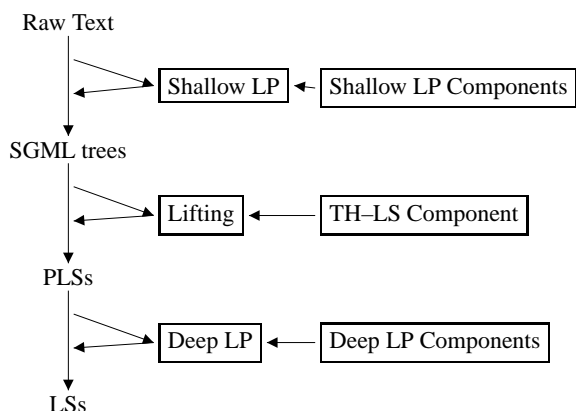 Raw Text
Shallow LP
Shallow LP Components
SGML trees
Lifting
TH–LS Component
PLSs
Deep LP
Deep LP Components
LSs